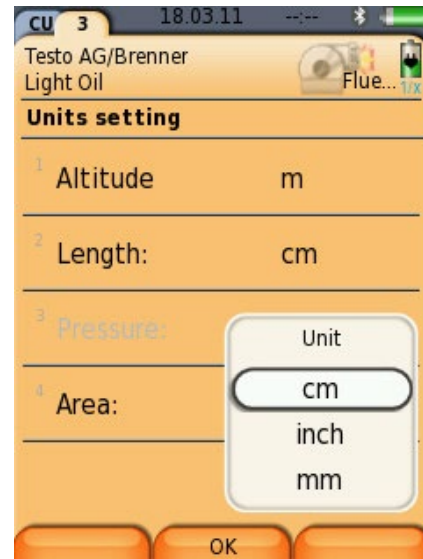 CU 3 18.03.11 --:--
Testo AG/Brenner
Light Oil
Flue... 1/x
Units setting
1 Altitude m
2 Length: cm
3 Pressure:
4 Area:
Unit
cm
inch
mm
OK